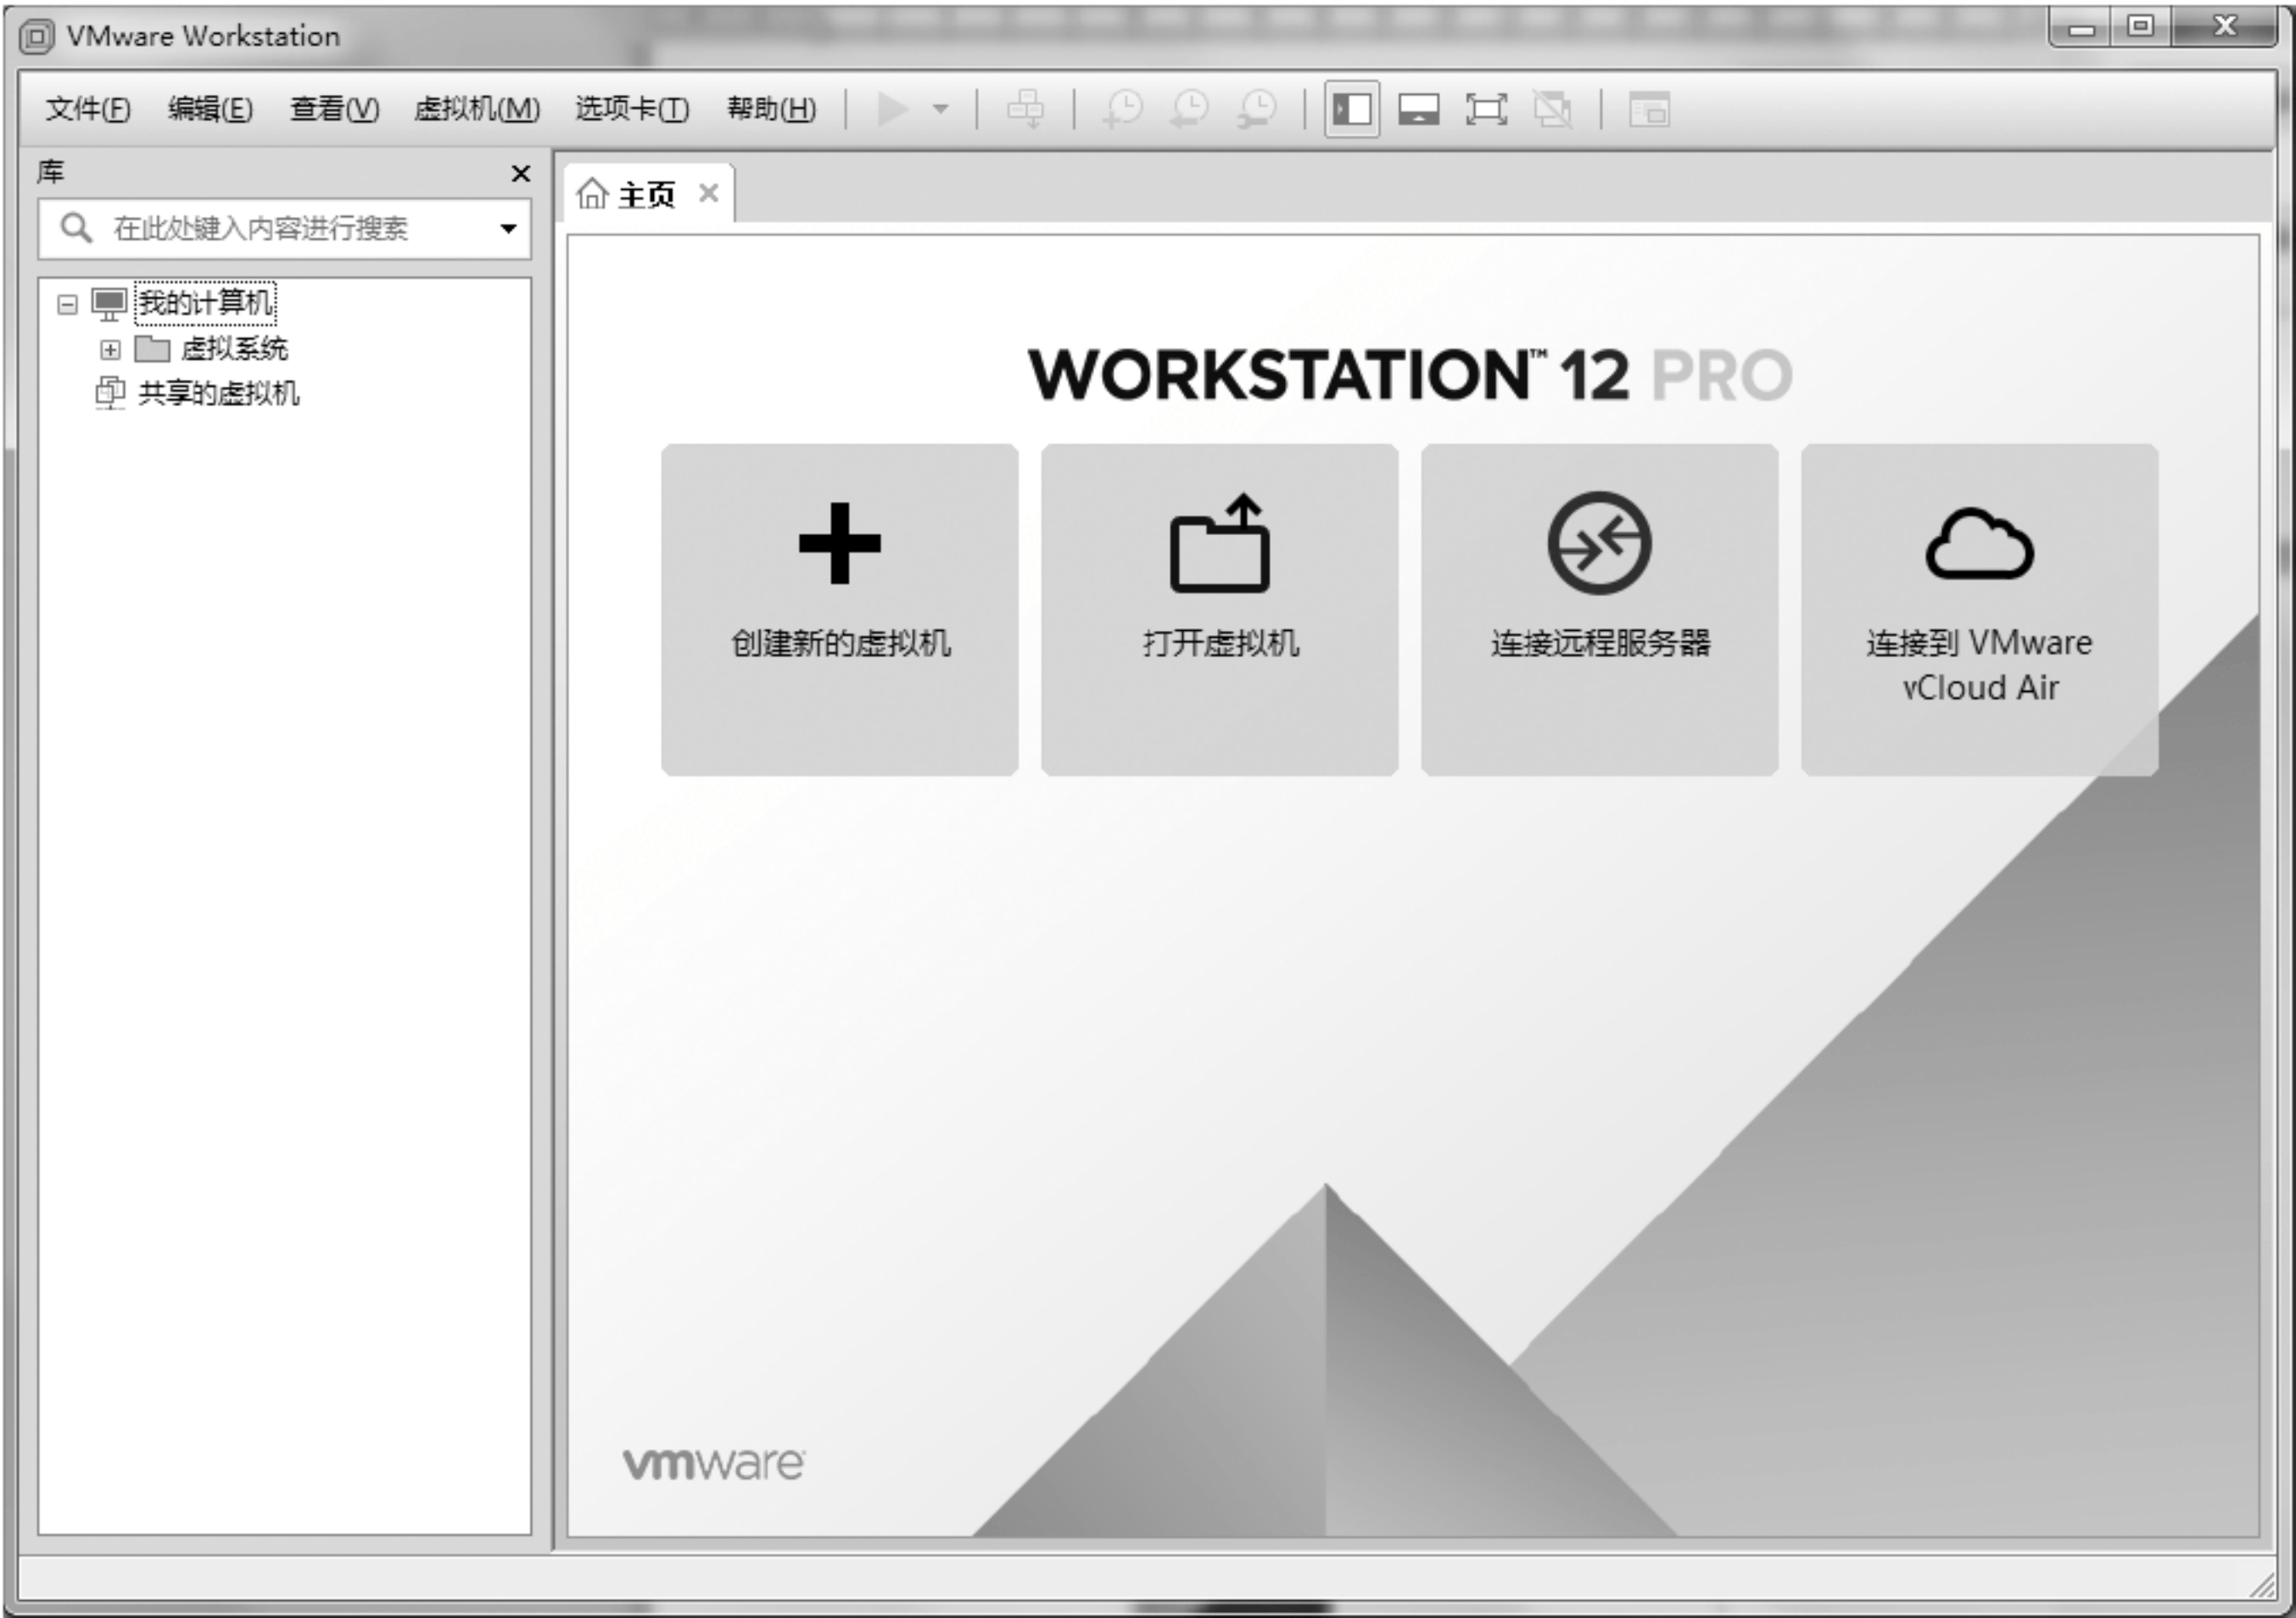 VMware Workstation
文件(F) 编辑(E) 查看(V) 虚拟机(M) 选项卡(T) 帮助(H)
库
在此处键入内容进行搜索
我的计算机
虚拟系统
共享的虚拟机
主页
WORKSTATION™ 12 PRO
创建新的虚拟机
打开虚拟机
连接远程服务器
连接到 VMware
vCloud Air
vmware